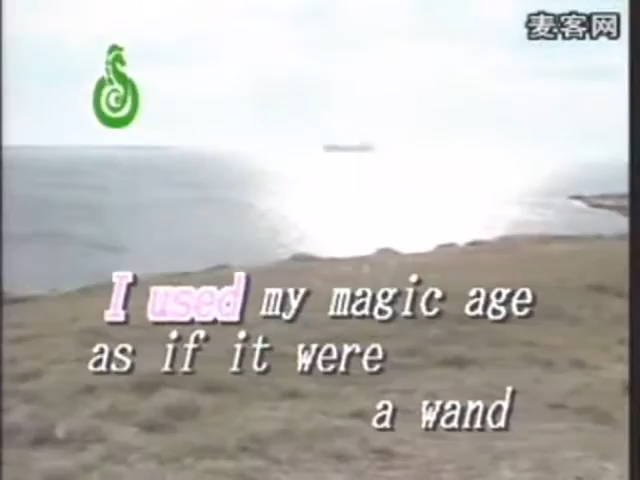 麦客网
I used my magic age
as if it were
a wand